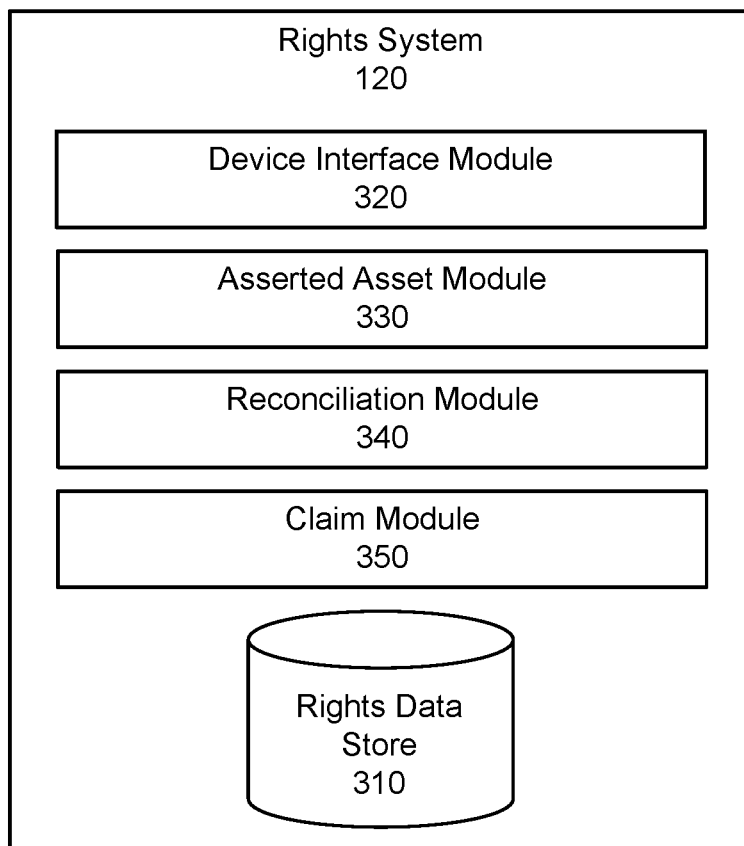 Rights System
120
Device Interface Module
320
Asserted Asset Module
330
Reconciliation Module
340
Claim Module
350
Rights Data
Store
310